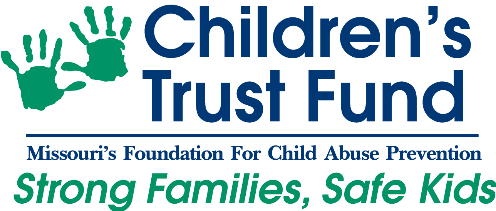 Children's
Trust Fund
Missouri's Foundation For Child Abuse Prevention
Strong Families, Safe Kids